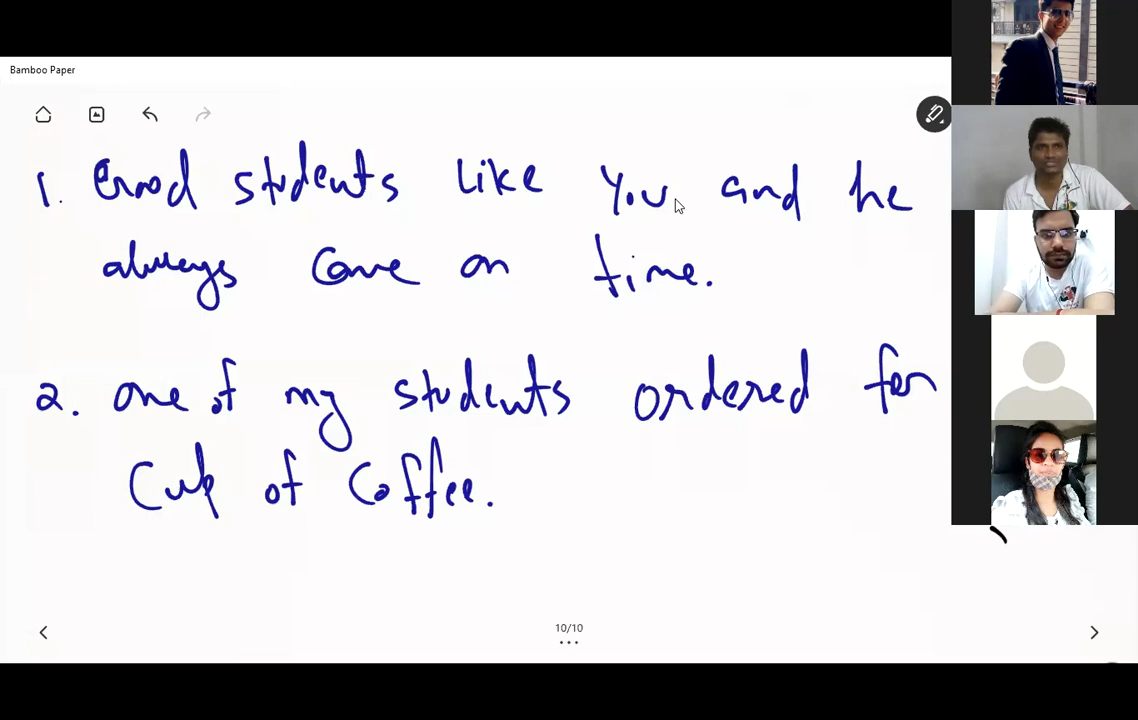 Bamboo Paper
1. Good students like you and he
always come on time.
2. one of my students ordered for
Cup of Coffee.
10/10